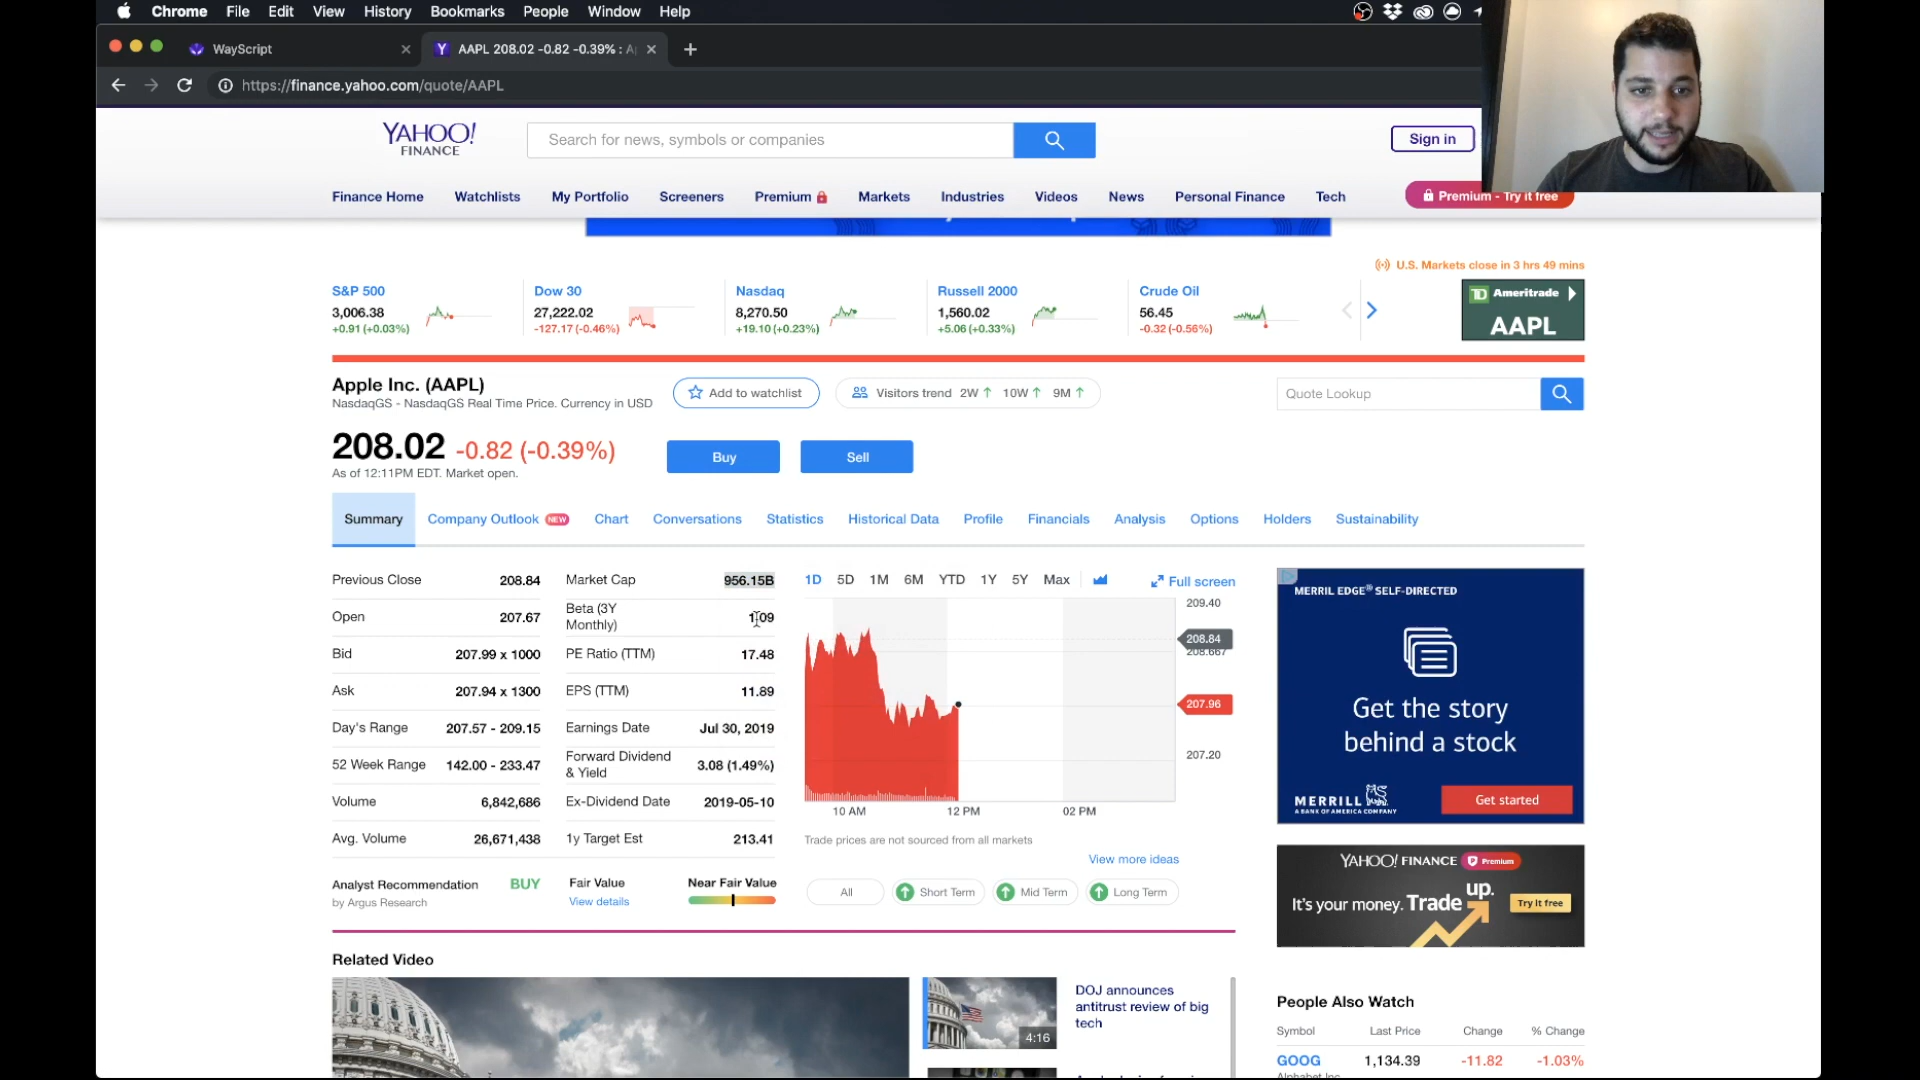 Chrome File Edit View History Bookmarks People Window Help
WayScript
AAPL 208.02 -0.82 -0.39% :
https://finance.yahoo.com/quote/AAPL
YAHOO!
FINANCE
Search for news, symbols or companies
Sign in
Finance Home Watchlists My Portfolio Screeners Premium Markets Industries Videos News Personal Finance Tech
Premium - Try it free
U.S. Markets close in 3 hrs 49 mins
S&P 500 Dow 30 Nasdaq Russell 2000 Crude Oil
3,006.38 27,222.02 8,270.50 1,560.02 56.45
+0.91 (+0.03%) -127.17 (-0.46%) +19.10 (+0.23%) +5.06 (+0.33%) -0.32 (-0.56%)
TD Ameritrade
AAPL
Apple Inc. (AAPL)
NasdaqGS - NasdaqGS Real Time Price. Currency in USD
Add to watchlist
Visitors trend 2W ↑ 10W ↑ 9M ↑
Quote Lookup
208.02 -0.82 (-0.39%)
As of 12:11PM EDT. Market open.
Buy
Sell
Summary Company Outlook NEW Chart Conversations Statistics Historical Data Profile Financials Analysis Options Holders Sustainability
Previous Close 208.84
Open 207.67
Bid 207.99 x 1000
Ask 207.94 x 1300
Day's Range 207.57 - 209.15
52 Week Range 142.00 - 233.47
Volume 6,842,686
Avg. Volume 26,671,438
Market Cap 956.15B
Beta (3Y
Monthly) 1.09
PE Ratio (TTM) 17.48
EPS (TTM) 11.89
Earnings Date Jul 30, 2019
Forward Dividend
& Yield 3.08 (1.49%)
Ex-Dividend Date 2019-05-10
1y Target Est 213.41
Analyst Recommendation BUY
by Argus Research
Fair Value Near Fair Value
View details
1D 5D 1M 6M YTD 1Y 5Y Max
Full screen
209.40
208.84
208.667
207.96
207.20
10 AM 12 PM 02 PM
Trade prices are not sourced from all markets
View more ideas
All Short Term Mid Term Long Term
MERRIL EDGE® SELF-DIRECTED
Get the story
behind a stock
MERRILL
A BANK OF AMERICA COMPANY
Get started
YAHOO! FINANCE Premium
It's your money. Trade up.
Try it free
Related Video
DOJ announces
antitrust review of big
tech
4:16
People Also Watch
Symbol Last Price Change % Change
GOOG 1,134.39 -11.82 -1.03%
Alphabet Inc.